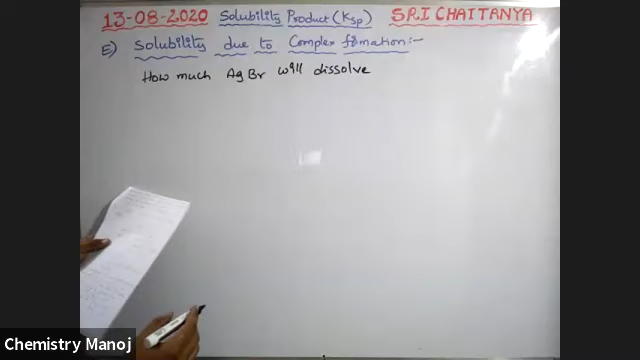 13-08-2020 Solubility Product (Ksp) SRI CHAITANYA
E) Solubility due to Complex formation:-
How much AgBr will dissolve
Chemistry Manoj